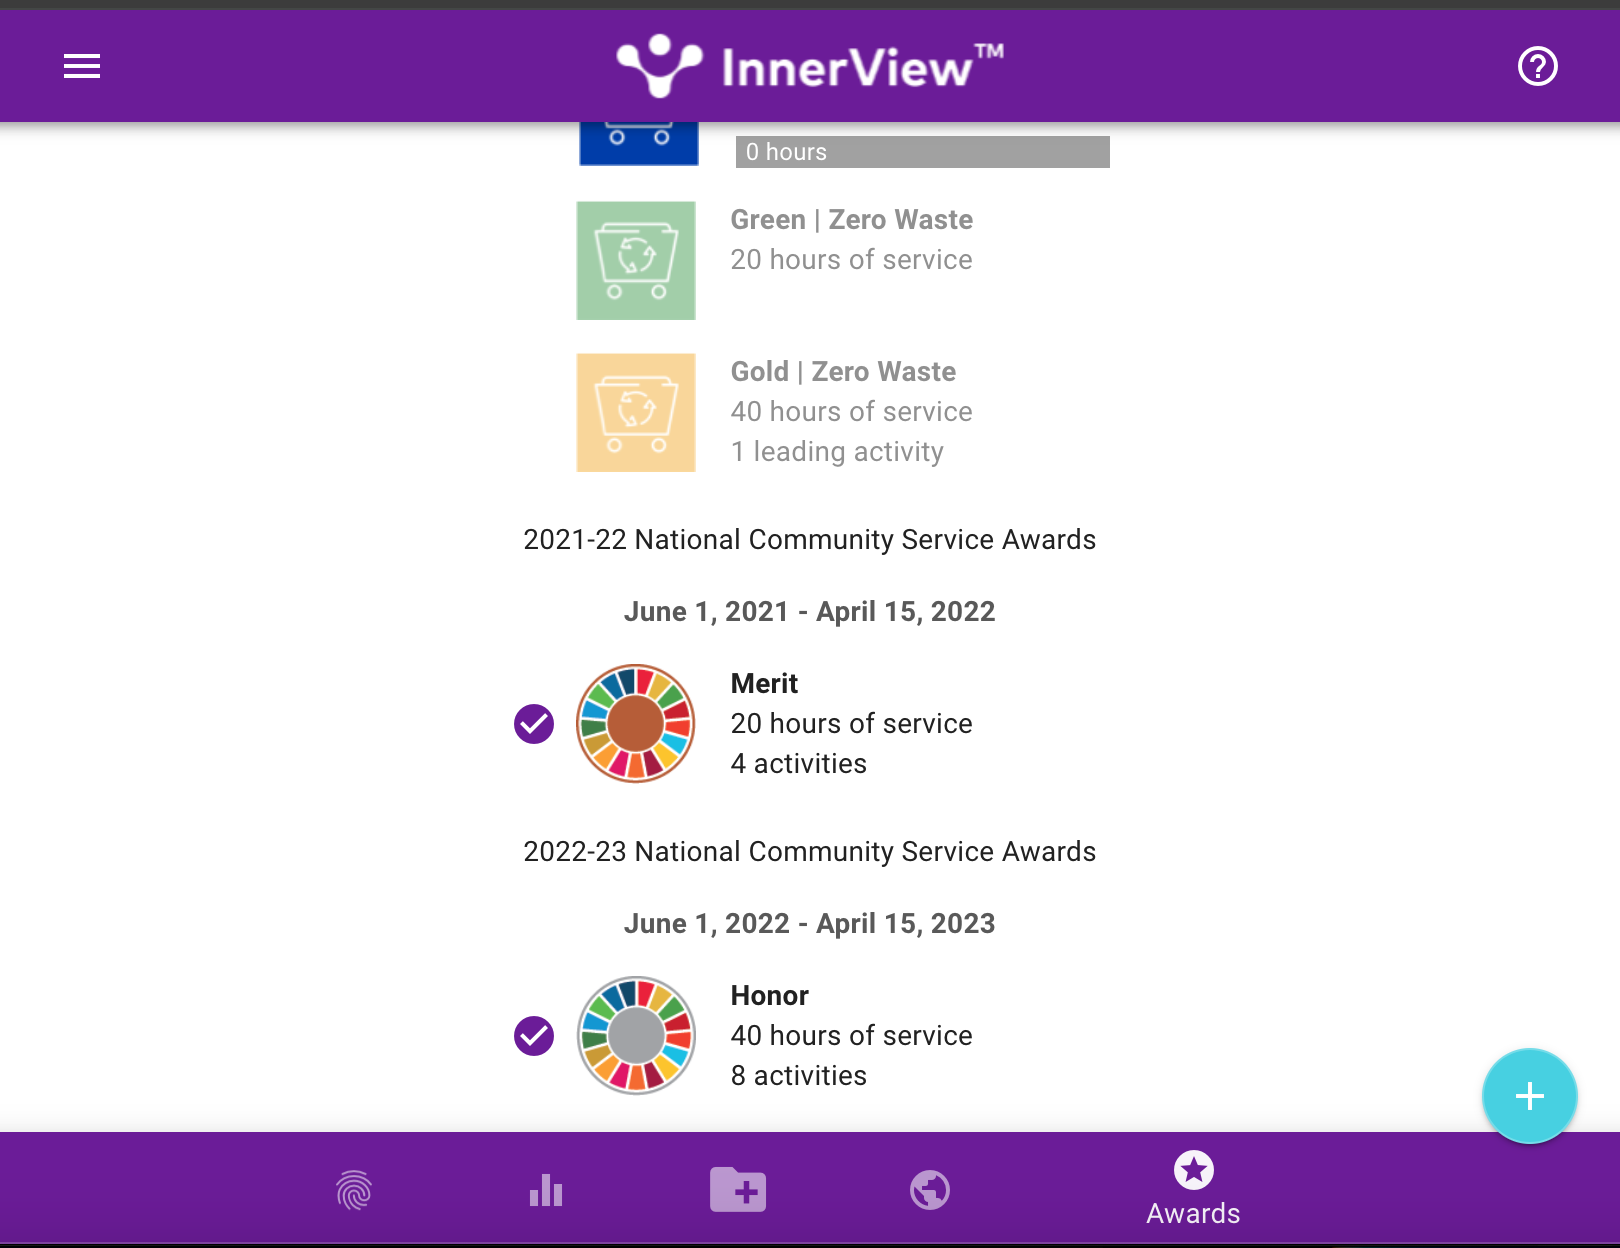 InnerView™
0 hours
Green | Zero Waste
20 hours of service
Gold | Zero Waste
40 hours of service
1 leading activity
2021-22 National Community Service Awards
June 1, 2021 - April 15, 2022
Merit
20 hours of service
4 activities
2022-23 National Community Service Awards
June 1, 2022 - April 15, 2023
Honor
40 hours of service
8 activities
Awards